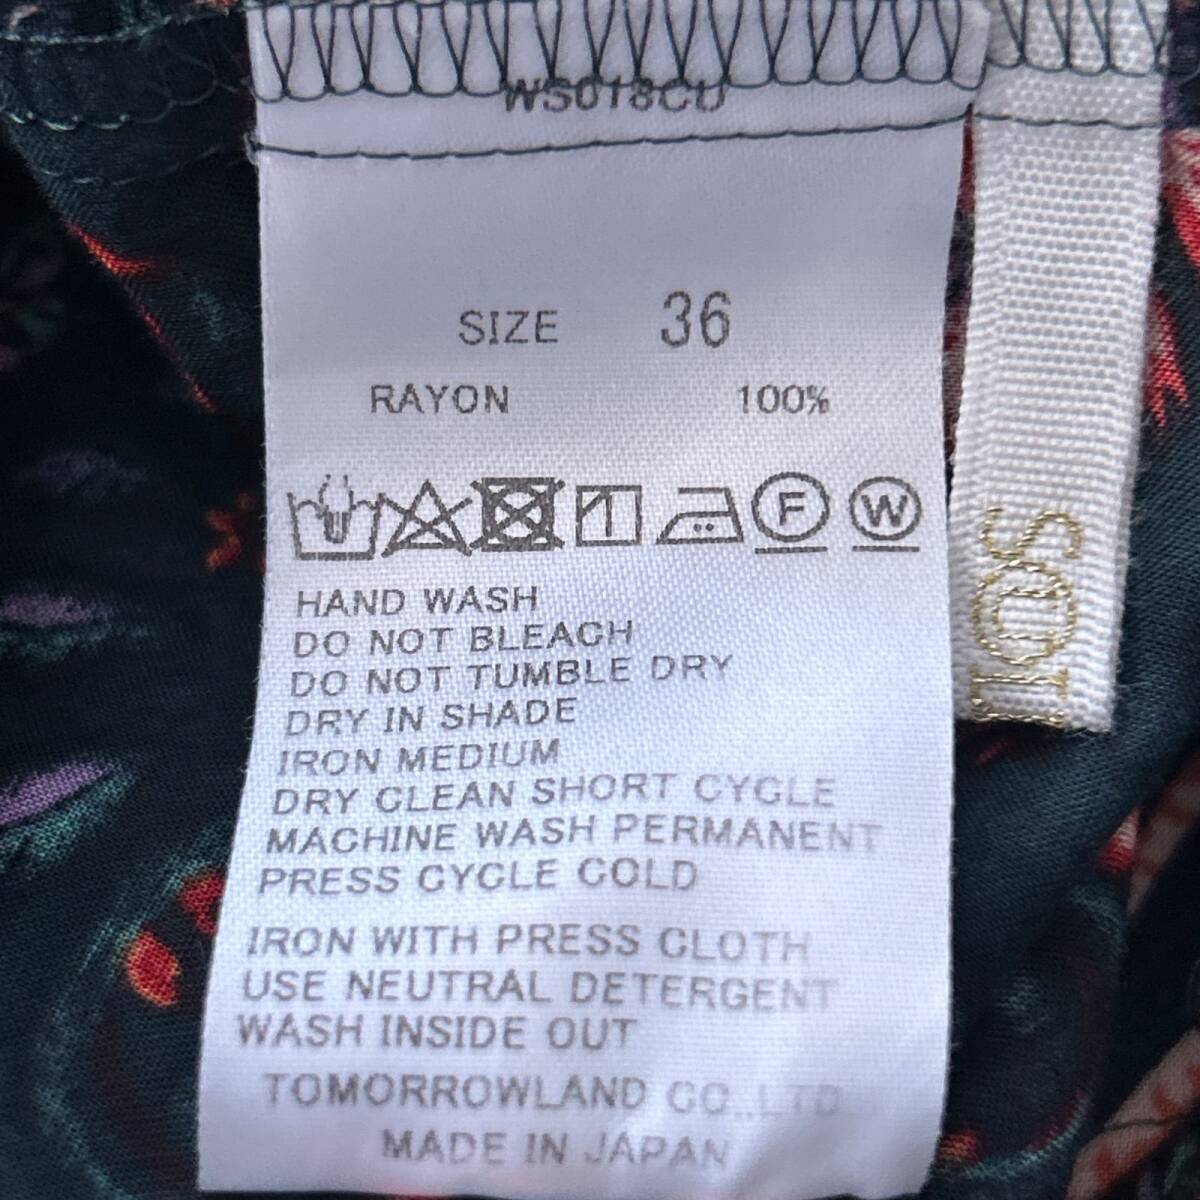 WS018CU
SIZE 36
RAYON 100%
F W
HAND WASH
DO NOT BLEACH
DO NOT TUMBLE DRY
DRY IN SHADE
IRON MEDIUM
DRY CLEAN SHORT CYCLE
MACHINE WASH PERMANENT
PRESS CYCLE COLD
IRON WITH PRESS CLOTH
USE NEUTRAL DETERGENT
WASH INSIDE OUT
TOMORROWLAND CO.,LTD
MADE IN JAPAN